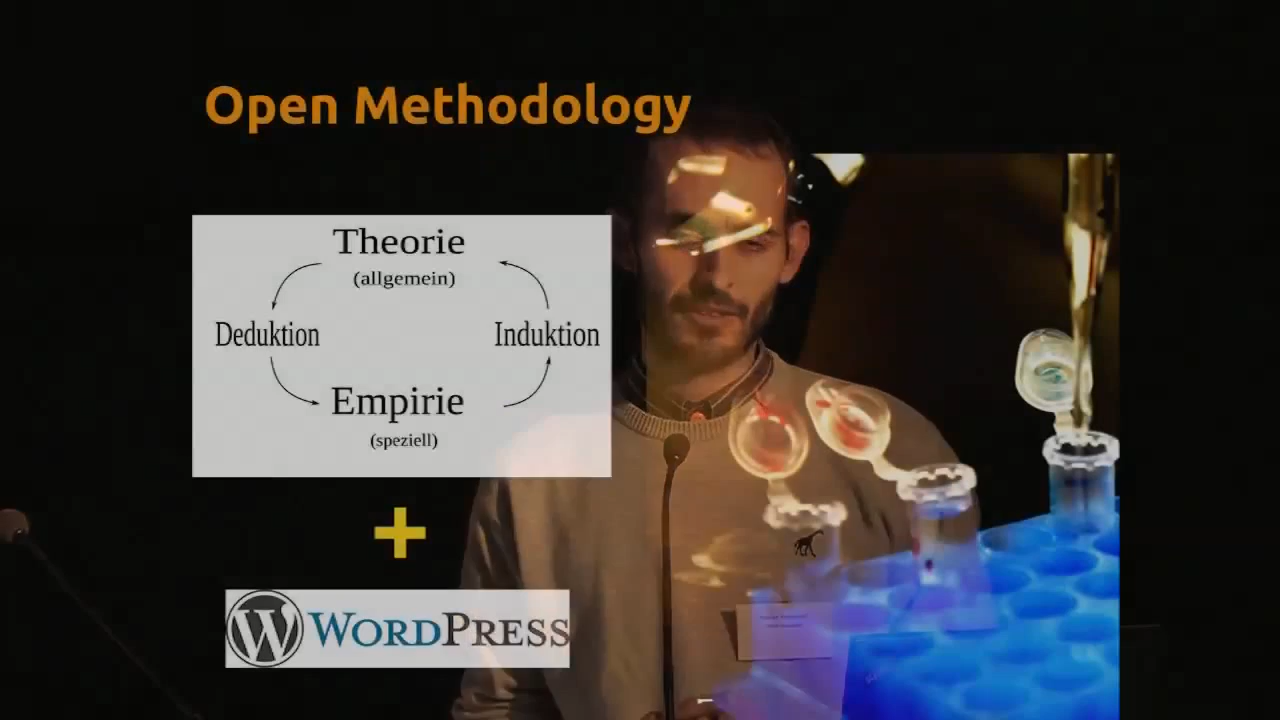 Open Methodology
Theorie
(allgemein)
Deduktion
Induktion
Empirie
(speziell)
+
WORDPRESS